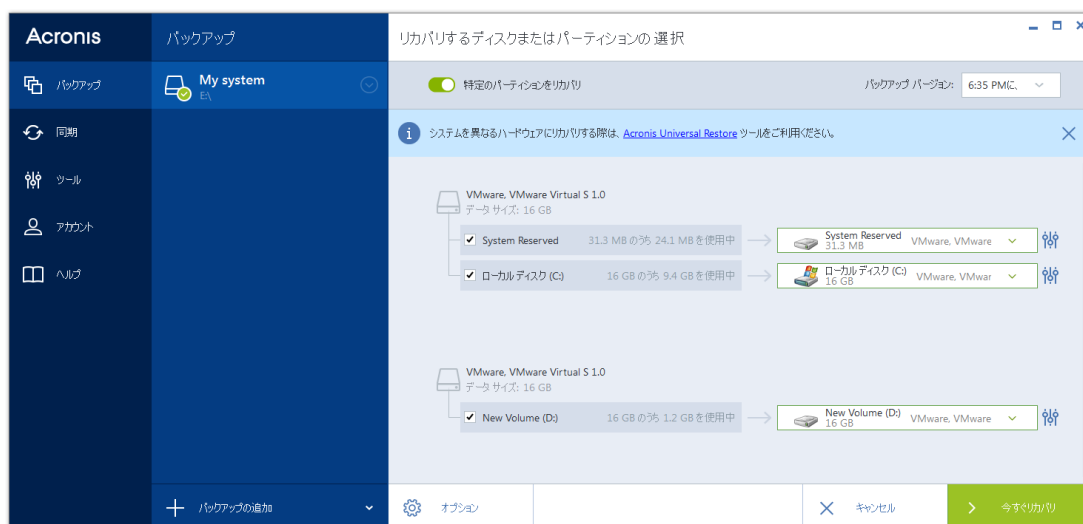 Acronis
バックアップ
リカバリするディスクまたはパーティションの選択
バックアップ
My system
E:\
特定のパーティションをリカバリ
バックアップ バージョン:
6:35 PMに、
同期
システムを異なるハードウェアにリカバリする際は、Acronis Universal Restore ツールをご利用ください。
ツール
アカウント
ヘルプ
VMware, VMware Virtual S 1.0
データ サイズ: 16 GB
System Reserved
31.3 MB のうち 24.1 MB を使用中
System Reserved
31.3 MB
VMware, VMware
ローカル ディスク (C:)
16 GB のうち 9.4 GB を使用中
ローカル ディスク (C:)
16 GB
VMware, VMwar
VMware, VMware Virtual S 1.0
データ サイズ: 16 GB
New Volume (D:)
16 GB のうち 1.2 GB を使用中
New Volume (D:)
16 GB
VMware, VMware
バックアップの追加
オプション
キャンセル
今すぐリカバリ